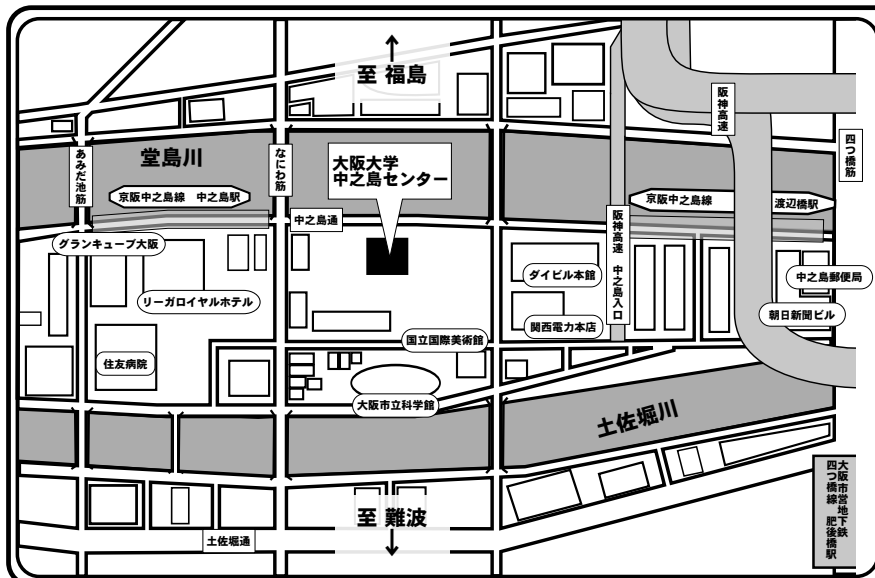 至 福島
阪神高速
四つ橋筋
あみだ池筋
堂島川
なにわ筋
大阪大学
中之島センター
京阪中之島線　中之島駅
京阪中之島線　渡辺橋駅
中之島通
阪神高速　中之島入口
グランキューブ大阪
ダイビル本館
中之島郵便局
リーガロイヤルホテル
朝日新聞ビル
関西電力本店
国立国際美術館
住友病院
大阪市立科学館
土佐堀川
大阪市営地下鉄
四つ橋線　肥後橋駅
至 難波
土佐堀通